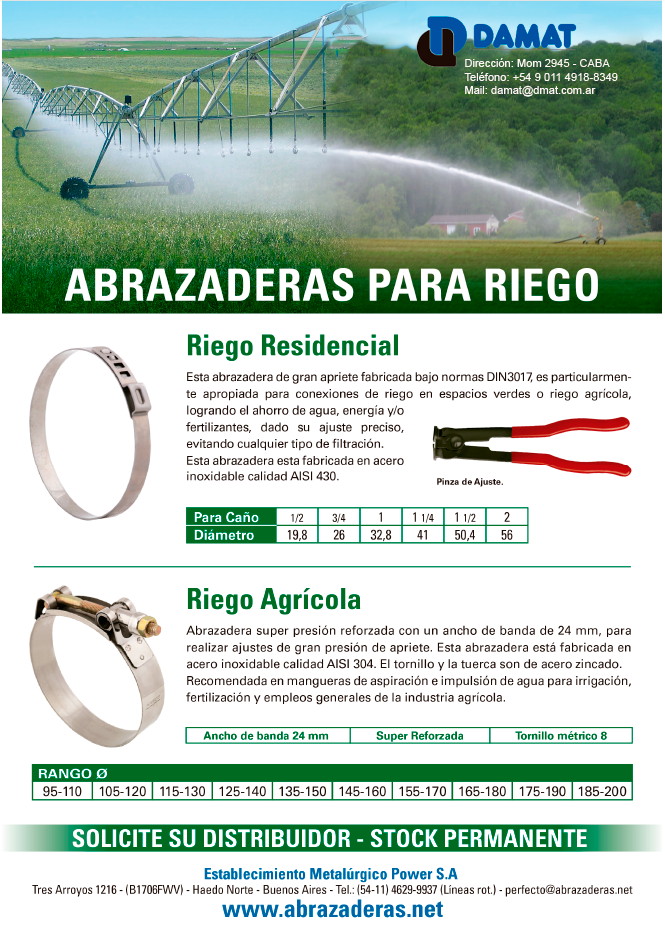 DAMAT
Dirección: Mom 2945 - CABA
Teléfono: +54 9 011 4918-8349
Mail: damat@dmat.com.ar
ABRAZADERAS PARA RIEGO
Riego Residencial
Esta abrazadera de gran apriete fabricada bajo normas DIN3017, es particularmen-
te apropiada para conexiones de riego en espacios verdes o riego agrícola,
logrando el ahorro de agua, energía y/o
fertilizantes, dado su ajuste preciso,
evitando cualquier tipo de filtración.
Esta abrazadera esta fabricada en acero
inoxidable calidad AISI 430.
Pinza de Ajuste.
Para Caño 1/2 3/4 1 1 1/4 1 1/2 2
Diámetro 19,8 26 32,8 41 50,4 56
Riego Agrícola
Abrazadera super presión reforzada con un ancho de banda de 24 mm, para
realizar ajustes de gran presión de apriete. Esta abrazadera está fabricada en
acero inoxidable calidad AISI 304. El tornillo y la tuerca son de acero zincado.
Recomendada en mangueras de aspiración e impulsión de agua para irrigación,
fertilización y empleos generales de la industria agrícola.
Ancho de banda 24 mm Super Reforzada Tornillo métrico 8
RANGO Ø
95-110 105-120 115-130 125-140 135-150 145-160 155-170 165-180 175-190 185-200
SOLICITE SU DISTRIBUIDOR - STOCK PERMANENTE
Establecimiento Metalúrgico Power S.A
Tres Arroyos 1216 - (B1706FWV) - Haedo Norte - Buenos Aires - Tel.: (54-11) 4629-9937 (Líneas rot.) - perfecto@abrazaderas.net
www.abrazaderas.net